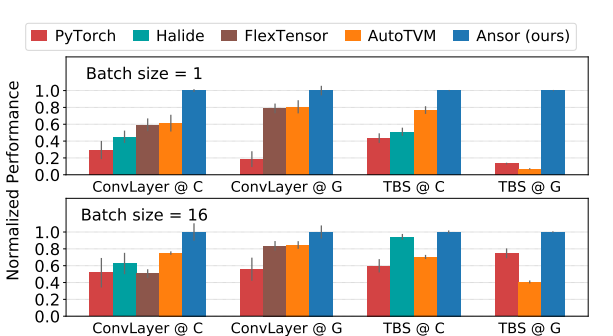 PyTorch Halide FlexTensor AutoTVM Ansor (ours)
Normalized Performance
Batch size = 1
1.0
0.8
0.6
0.4
0.2
0.0
ConvLayer @ C ConvLayer @ G TBS @ C TBS @ G
Batch size = 16
1.0
0.8
0.6
0.4
0.2
0.0
ConvLayer @ C ConvLayer @ G TBS @ C TBS @ G